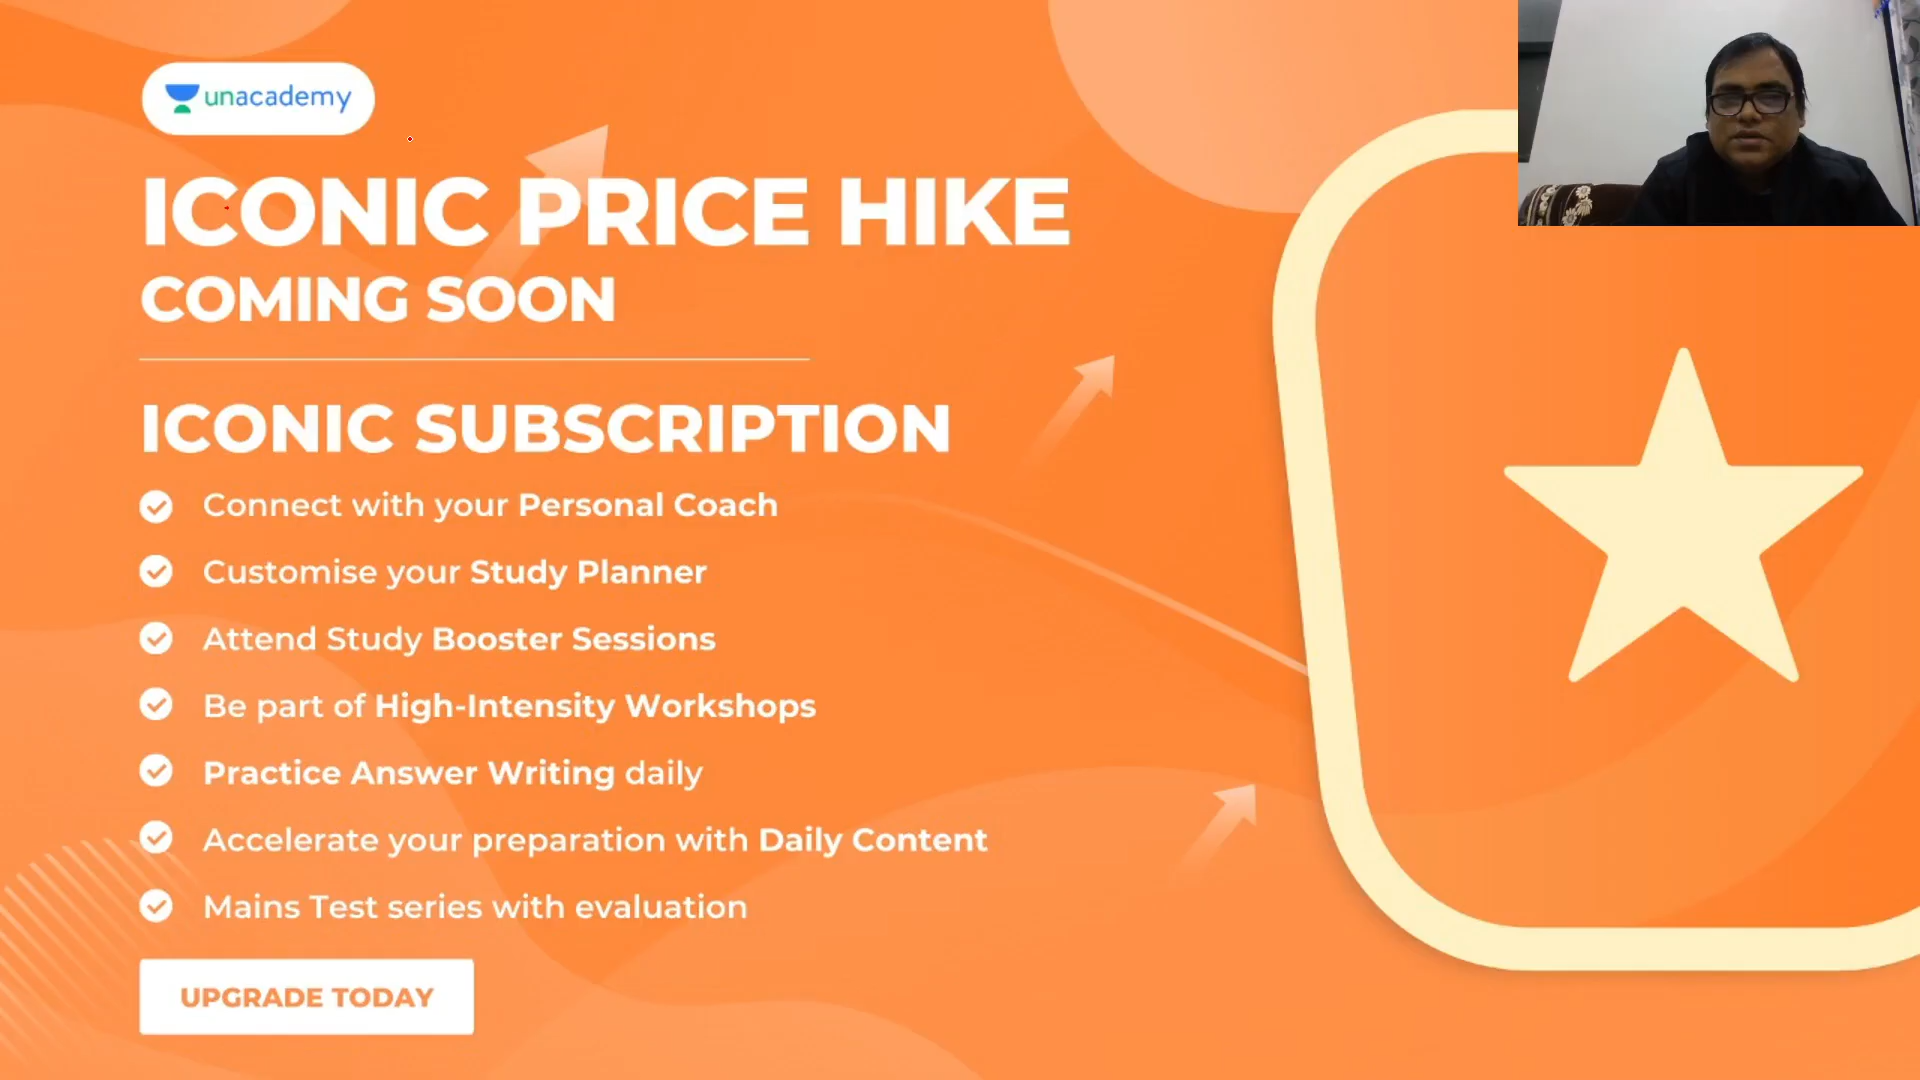 unacademy
ICONIC PRICE HIKE
COMING SOON
ICONIC SUBSCRIPTION
Connect with your Personal Coach
Customise your Study Planner
Attend Study Booster Sessions
Be part of High-Intensity Workshops
Practice Answer Writing daily
Accelerate your preparation with Daily Content
Mains Test series with evaluation
UPGRADE TODAY